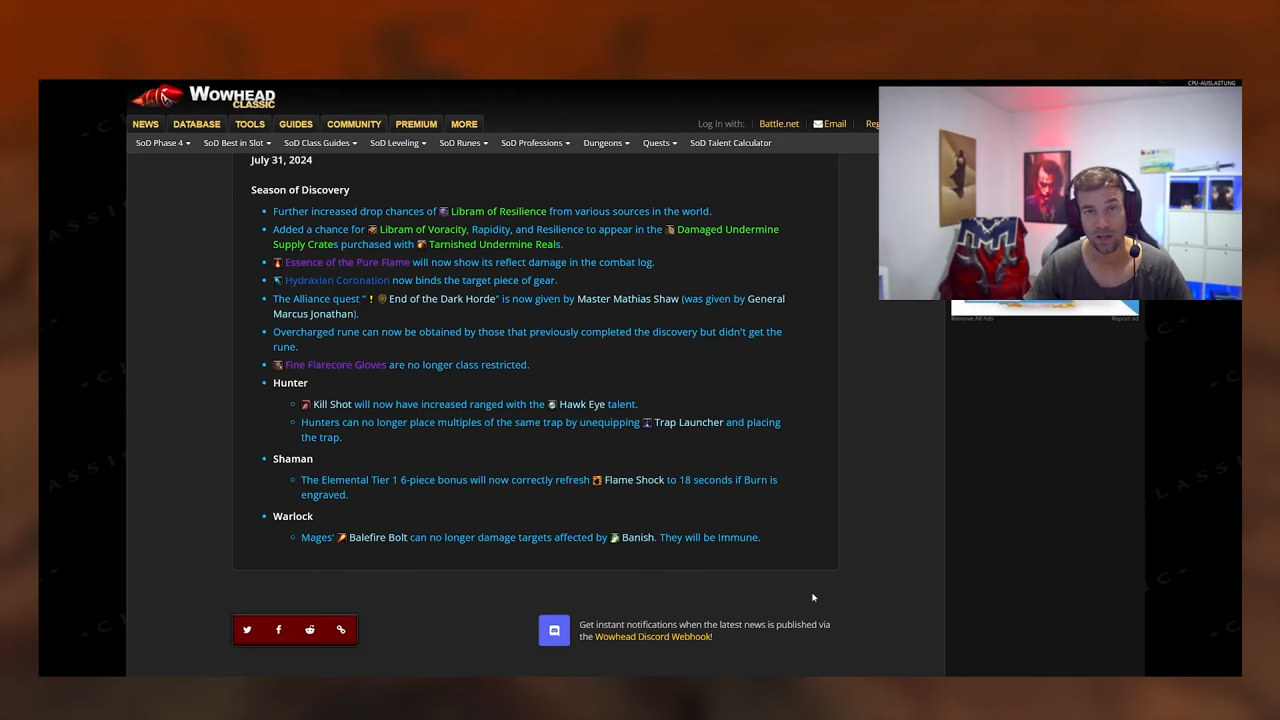 CPU-AUSLASTUNG
WOWHEAD
CLASSIC
NEWS DATABASE TOOLS GUIDES COMMUNITY PREMIUM MORE Log In with: Battle.net Email
SoD Phase 4 SoD Best in Slot SoD Class Guides SoD Leveling SoD Runes SoD Professions Dungeons Quests SoD Talent Calculator
July 31, 2024
Season of Discovery
Further increased drop chances of Libram of Resilience from various sources in the world.
Added a chance for Libram of Voracity, Rapidity, and Resilience to appear in the Damaged Undermine
Supply Crates purchased with Tarnished Undermine Reals.
Essence of the Pure Flame will now show its reflect damage in the combat log.
Hydraxian Coronation now binds the target piece of gear.
The Alliance quest "! End of the Dark Horde" is now given by Master Mathias Shaw (was given by General
Marcus Jonathan).
Overcharged rune can now be obtained by those that previously completed the discovery but didn't get the
rune.
Fine Flarecore Gloves are no longer class restricted.
Hunter
Kill Shot will now have increased ranged with the Hawk Eye talent.
Hunters can no longer place multiples of the same trap by unequipping Trap Launcher and placing
the trap.
Shaman
The Elemental Tier 1 6-piece bonus will now correctly refresh Flame Shock to 18 seconds if Burn is
engraved.
Warlock
Mages' Balefire Bolt can no longer damage targets affected by Banish. They will be Immune.
Remove All Ads Report ad
Get instant notifications when the latest news is published via
the Wowhead Discord Webhook!